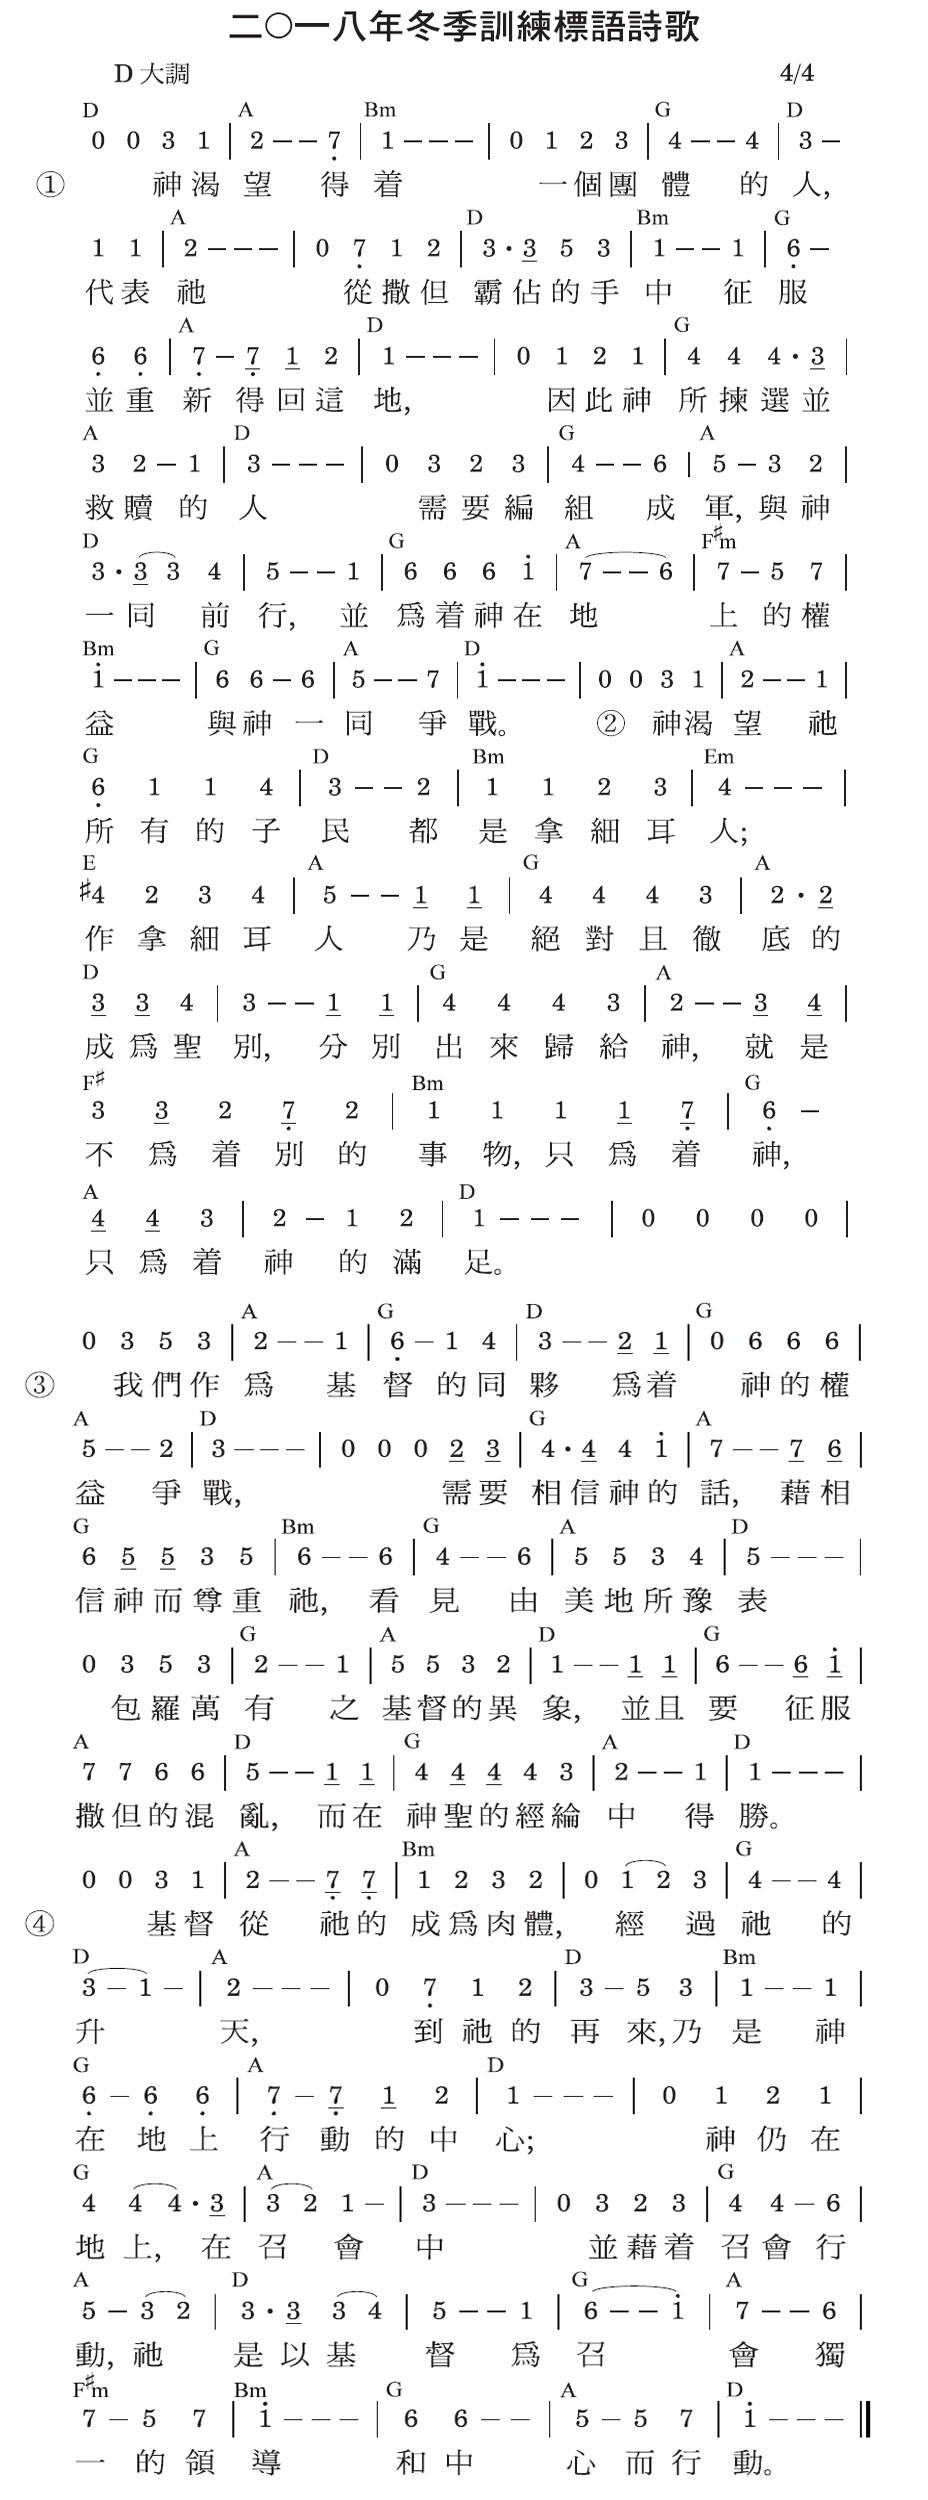 二〇一八年冬季訓練標語詩歌
D 大調 4/4
D A Bm G D
0 0 3 1 | 2 – – 7̣ | 1 – – – | 0 1 2 3 | 4 – – 4 | 3 –
① 神渴 望 得 着 一個團 體 的 人,
A D Bm G
1 1 | 2 – – – | 0 7̣ 1 2 | 3 · 3 5 3 | 1 – – 1 | 6̣ –
代表 祂 從撒但 霸佔的手 中 征 服
A D G
6̣ 6̣ | 7̣ – 7̣ 1 2 | 1 – – – | 0 1 2 1 | 4 4 4 · 3 |
並重 新 得回這 地, 因此神 所揀選並
A D G A
3 2 – 1 | 3 – – – | 0 3 2 3 | 4 – – 6 | 5 – 3 2 |
救贖 的 人 需要編 組 成 軍,與神
D G A F♯m
3 · 3 3 4 | 5 – – 1 | 6 6 6 1̇ | 7 – – 6 | 7 – 5 7 |
一同 前 行, 並 爲着神在 地 上 的權
Bm G A D A
1̇ – – – | 6 6 – 6 | 5 – – 7 | 1̇ – – – | 0 0 3 1 | 2 – – 1 |
益 與神 一 同 爭 戰。 ② 神渴 望 祂
G D Bm Em
6̣ 1 1 4 | 3 – – 2 | 1 1 2 3 | 4 – – – |
所有的子 民 都 是拿細耳 人;
E A G A
♯4 2 3 4 | 5 – – 1 1 | 4 4 4 3 | 2 · 2
作拿細耳 人 乃是 絕對且徹 底的
D G A
3 3 4 | 3 – – 1 1 | 4 4 4 3 | 2 – – 3 4 |
成爲聖 別, 分別 出來歸給 神, 就是
F♯ Bm G
3 3 2 7̣ 2 | 1 1 1 1 7̣ | 6̣ –
不爲着別的 事物,只爲着 神,
A D
4 4 3 | 2 – 1 2 | 1 – – – | 0 0 0 0 |
只爲着 神 的滿 足。
A G D G
0 3 5 3 | 2 – – 1 | 6̣ – 1 4 | 3 – – 2 1 | 0 6 6 6 |
③ 我們作 爲 基 督 的同 夥 爲着 神的權
A D G A
5 – – 2 | 3 – – – | 0 0 0 2 3 | 4 · 4 4 1̇ | 7 – – 7 6 |
益 爭 戰, 需要 相信神的 話, 藉相
G Bm G A D
6 5 5 3 5 | 6 – – 6 | 4 – – 6 | 5 5 3 4 | 5 – – – |
信神而尊重 祂, 看 見 由 美地所豫 表
G A D G
0 3 5 3 | 2 – – 1 | 5 5 3 2 | 1 – – 1 1 | 6 – – 6 1̇ |
包羅萬 有 之 基督的異 象, 並且 要 征服
A D G A D
7 7 6 6 | 5 – – 1 1 | 4 4 4 4 3 | 2 – – 1 | 1 – – – |
撒但的混 亂, 而在 神聖的經綸 中 得 勝。
A Bm G
0 0 3 1 | 2 – – 7̣ 7̣ | 1 2 3 2 | 0 1 2 3 | 4 – – 4 |
④ 基督 從 祂的 成爲肉體, 經 過 祂 的
D A D Bm
3 – 1 – | 2 – – – | 0 7̣ 1 2 | 3 – 5 3 | 1 – – 1 |
升 天, 到祂的 再 來,乃 是 神
G A D
6̣ – 6̣ 6̣ | 7̣ – 7̣ 1 2 | 1 – – – | 0 1 2 1 |
在 地上 行 動的中 心; 神仍在
G A D G
4 4 4 · 3 | 3 2 1 – | 3 – – – | 0 3 2 3 | 4 4 – 6 |
地上, 在 召 會 中 並藉着 召會 行
A D G A
5 – 3 2 | 3 · 3 3 4 | 5 – – 1 | 6 – – 1̇ | 7 – – 6 |
動, 祂 是以基 督 爲 召 會 獨
F♯m Bm G A D
7 – 5 7 | 1̇ – – – | 6 6 – – | 5 – 5 7 | 1̇ – – – ‖
一 的領 導 和中 心 而行 動。